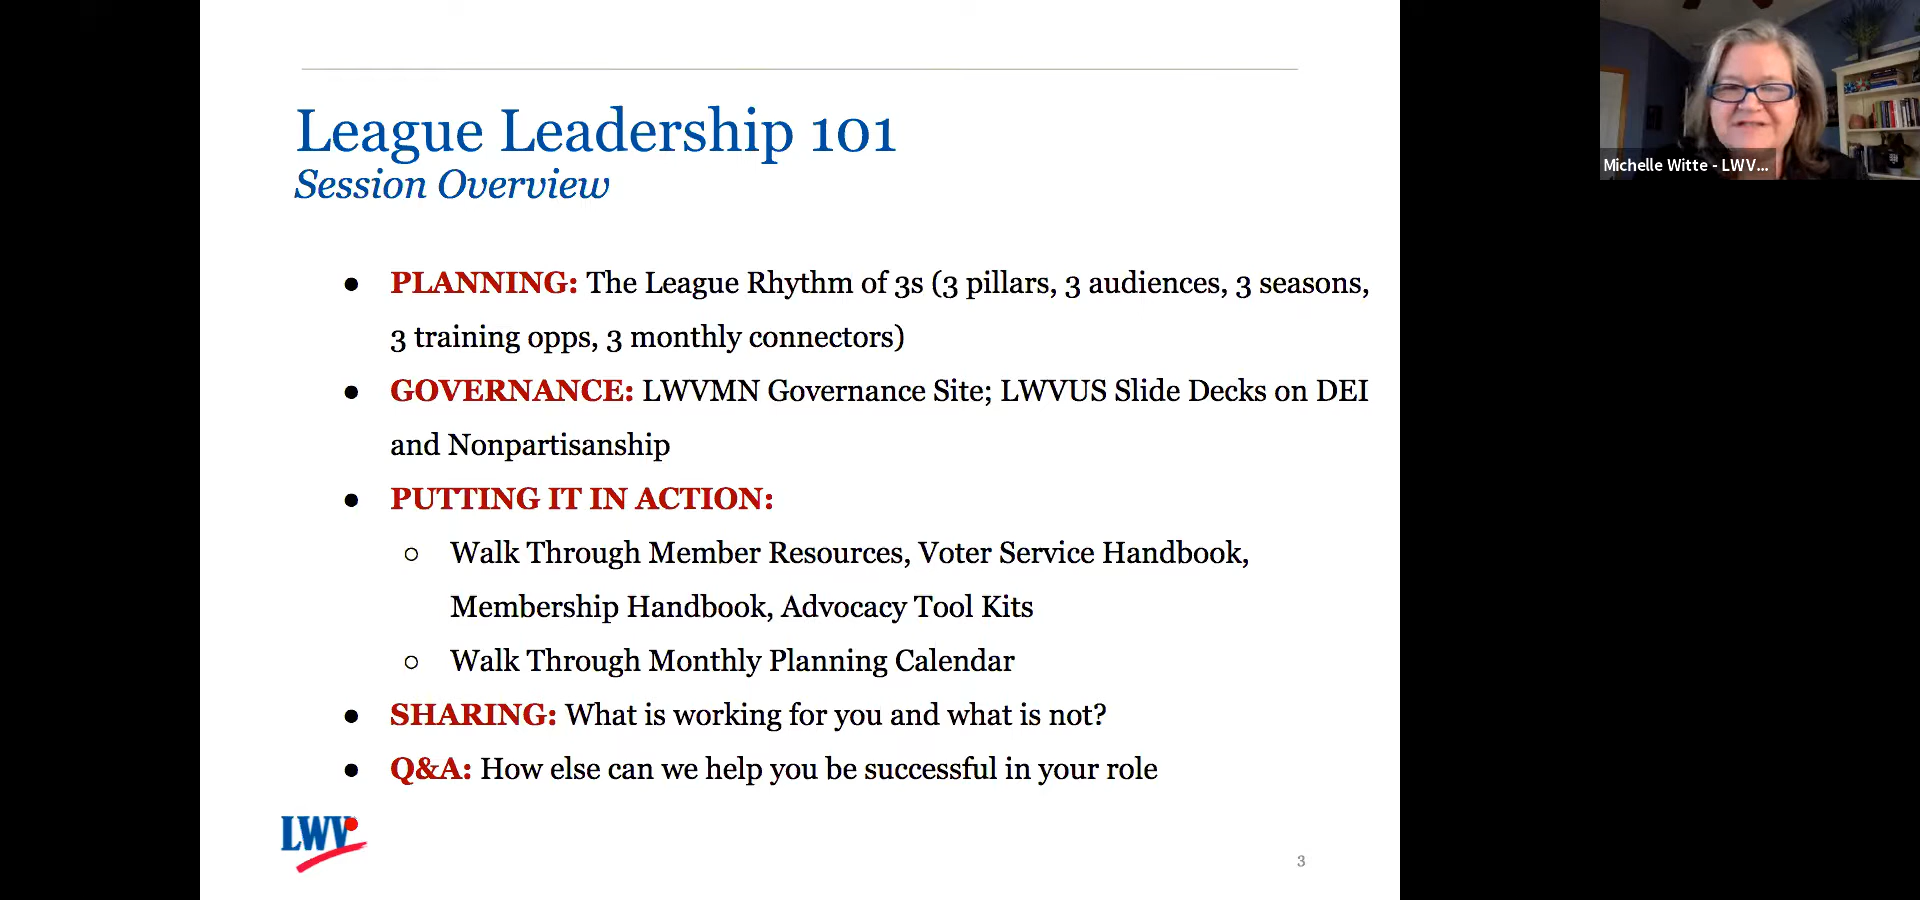 League Leadership 101
Session Overview
● PLANNING: The League Rhythm of 3s (3 pillars, 3 audiences, 3 seasons,
3 training opps, 3 monthly connectors)
● GOVERNANCE: LWVMN Governance Site; LWVUS Slide Decks on DEI
and Nonpartisanship
● PUTTING IT IN ACTION:
○ Walk Through Member Resources, Voter Service Handbook,
Membership Handbook, Advocacy Tool Kits
○ Walk Through Monthly Planning Calendar
● SHARING: What is working for you and what is not?
● Q&A: How else can we help you be successful in your role
LWV
3
Michelle Witte - LWV...